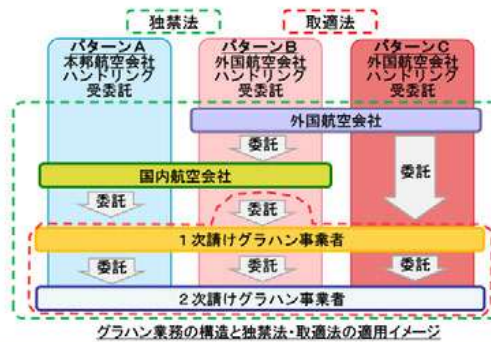 独禁法
取適法
パターンA
本邦航空会社
ハンドリング
受委託
パターンB
外国航空会社
ハンドリング
受委託
パターンC
外国航空会社
ハンドリング
受委託
外国航空会社
委託
委託
国内航空会社
委託
委託
1次請けグラハン事業者
委託
委託
委託
2次請けグラハン事業者
グラハン業務の構造と独禁法・取適法の適用イメージ